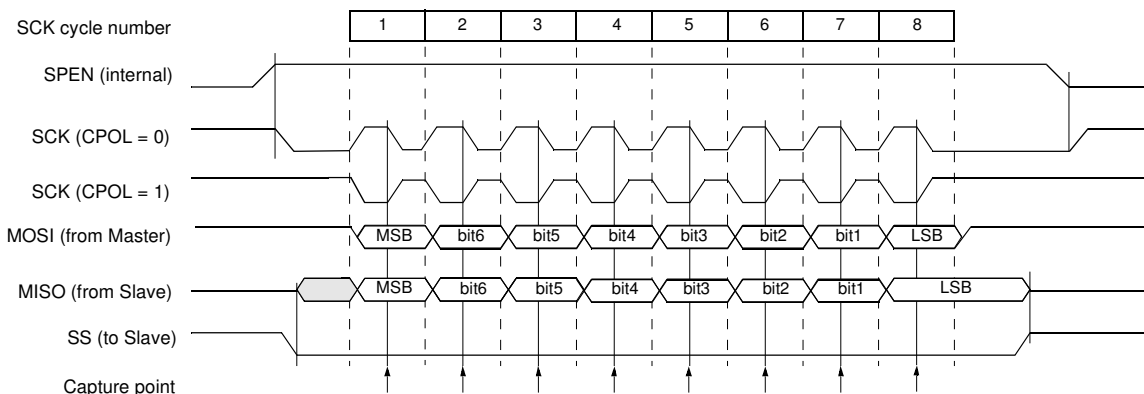 SCK cycle number 1 2 3 4 5 6 7 8
SPEN (internal)
SCK (CPOL = 0)
SCK (CPOL = 1)
MOSI (from Master) MSB bit6 bit5 bit4 bit3 bit2 bit1 LSB
MISO (from Slave) MSB bit6 bit5 bit4 bit3 bit2 bit1 LSB
SS (to Slave)
Capture point